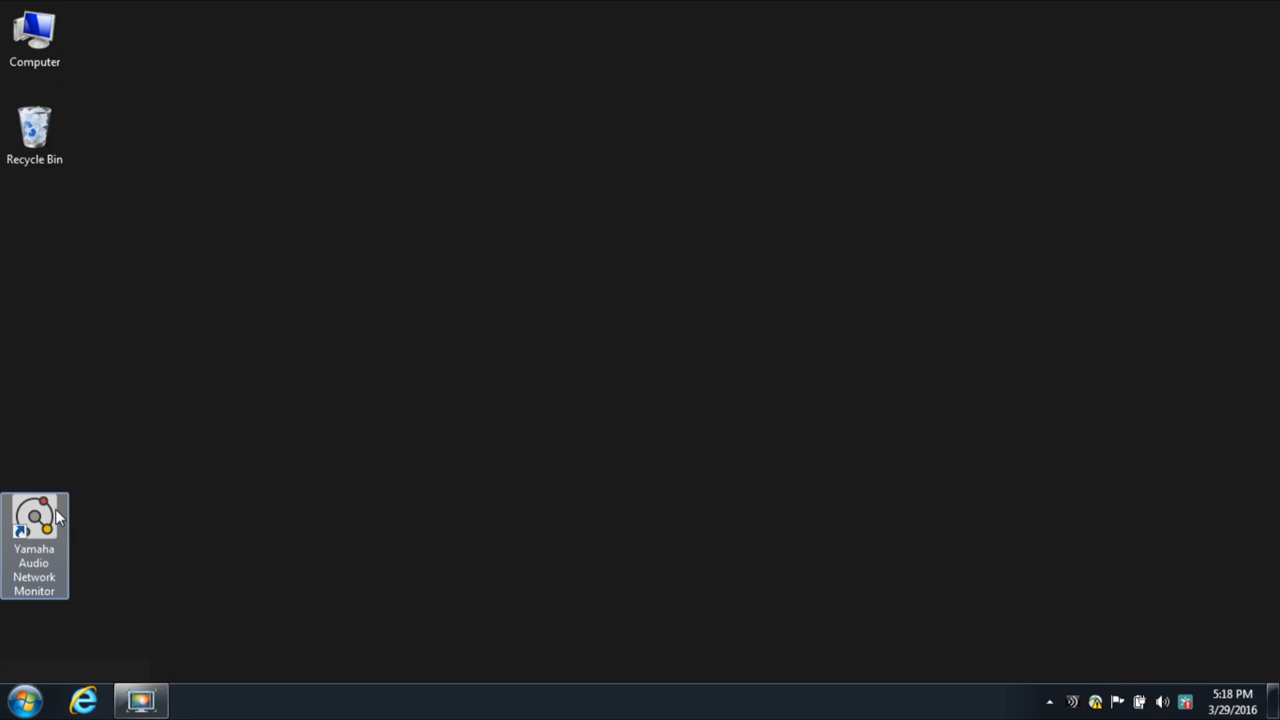 Computer
Recycle Bin
Yamaha
Audio
Network
Monitor
5:18 PM
3/29/2016